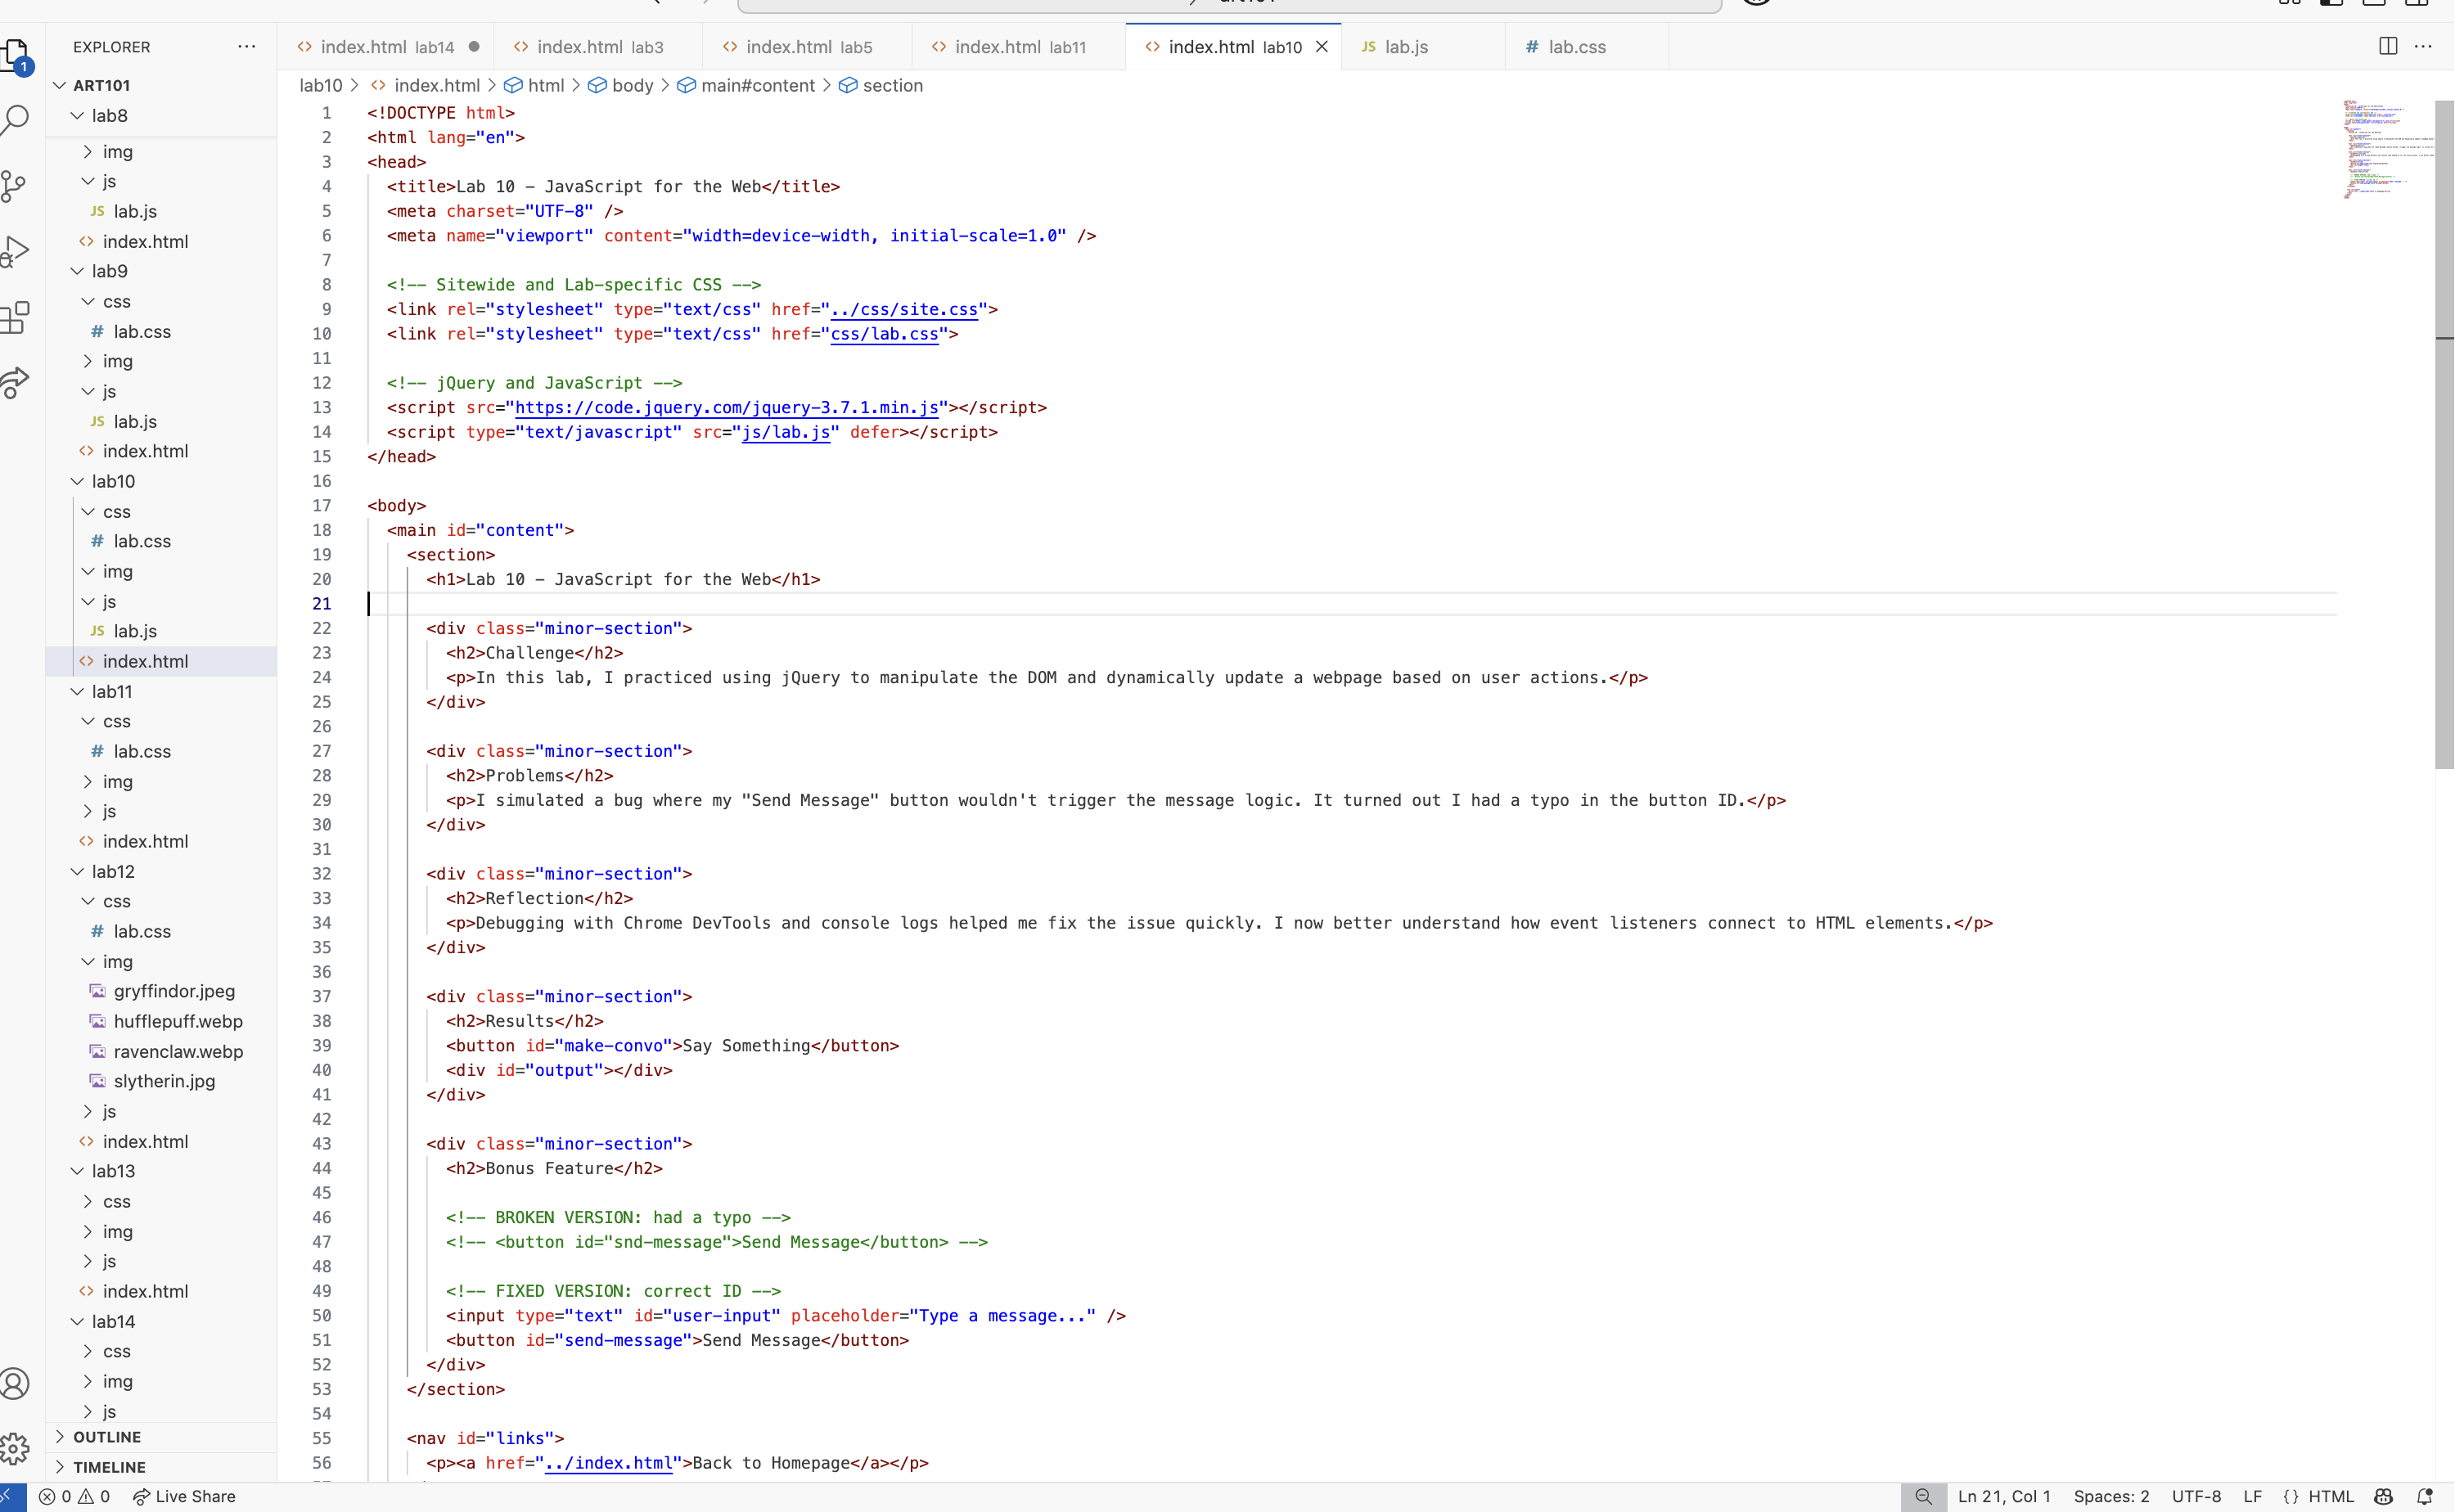 EXPLORER
ART101
lab8
img
js
JS lab.js
index.html
lab9
css
# lab.css
img
js
JS lab.js
index.html
lab10
css
# lab.css
img
js
JS lab.js
index.html
lab11
css
# lab.css
img
js
index.html
lab12
css
# lab.css
img
gryffindor.jpeg
hufflepuff.webp
ravenclaw.webp
slytherin.jpg
js
index.html
lab13
css
img
js
index.html
lab14
css
img
js
OUTLINE
TIMELINE
1
index.html lab14
index.html lab3
index.html lab5
index.html lab11
index.html lab10
JS lab.js
# lab.css
lab10 > index.html > html > body > main#content > section
1 <!DOCTYPE html>
2 <html lang="en">
3 <head>
4 <title>Lab 10 – JavaScript for the Web</title>
5 <meta charset="UTF-8" />
6 <meta name="viewport" content="width=device-width, initial-scale=1.0" />
7
8 <!-- Sitewide and Lab-specific CSS -->
9 <link rel="stylesheet" type="text/css" href="../css/site.css">
10 <link rel="stylesheet" type="text/css" href="css/lab.css">
11
12 <!-- jQuery and JavaScript -->
13 <script src="https://code.jquery.com/jquery-3.7.1.min.js"></script>
14 <script type="text/javascript" src="js/lab.js" defer></script>
15 </head>
16
17 <body>
18 <main id="content">
19 <section>
20 <h1>Lab 10 – JavaScript for the Web</h1>
21
22 <div class="minor-section">
23 <h2>Challenge</h2>
24 <p>In this lab, I practiced using jQuery to manipulate the DOM and dynamically update a webpage based on user actions.</p>
25 </div>
26
27 <div class="minor-section">
28 <h2>Problems</h2>
29 <p>I simulated a bug where my "Send Message" button wouldn't trigger the message logic. It turned out I had a typo in the button ID.</p>
30 </div>
31
32 <div class="minor-section">
33 <h2>Reflection</h2>
34 <p>Debugging with Chrome DevTools and console logs helped me fix the issue quickly. I now better understand how event listeners connect to HTML elements.</p>
35 </div>
36
37 <div class="minor-section">
38 <h2>Results</h2>
39 <button id="make-convo">Say Something</button>
40 <div id="output"></div>
41 </div>
42
43 <div class="minor-section">
44 <h2>Bonus Feature</h2>
45
46 <!-- BROKEN VERSION: had a typo -->
47 <!-- <button id="snd-message">Send Message</button> -->
48
49 <!-- FIXED VERSION: correct ID -->
50 <input type="text" id="user-input" placeholder="Type a message..." />
51 <button id="send-message">Send Message</button>
52 </div>
53 </section>
54
55 <nav id="links">
56 <p><a href="../index.html">Back to Homepage</a></p>
0 0 Live Share
Ln 21, Col 1 Spaces: 2 UTF-8 LF {} HTML